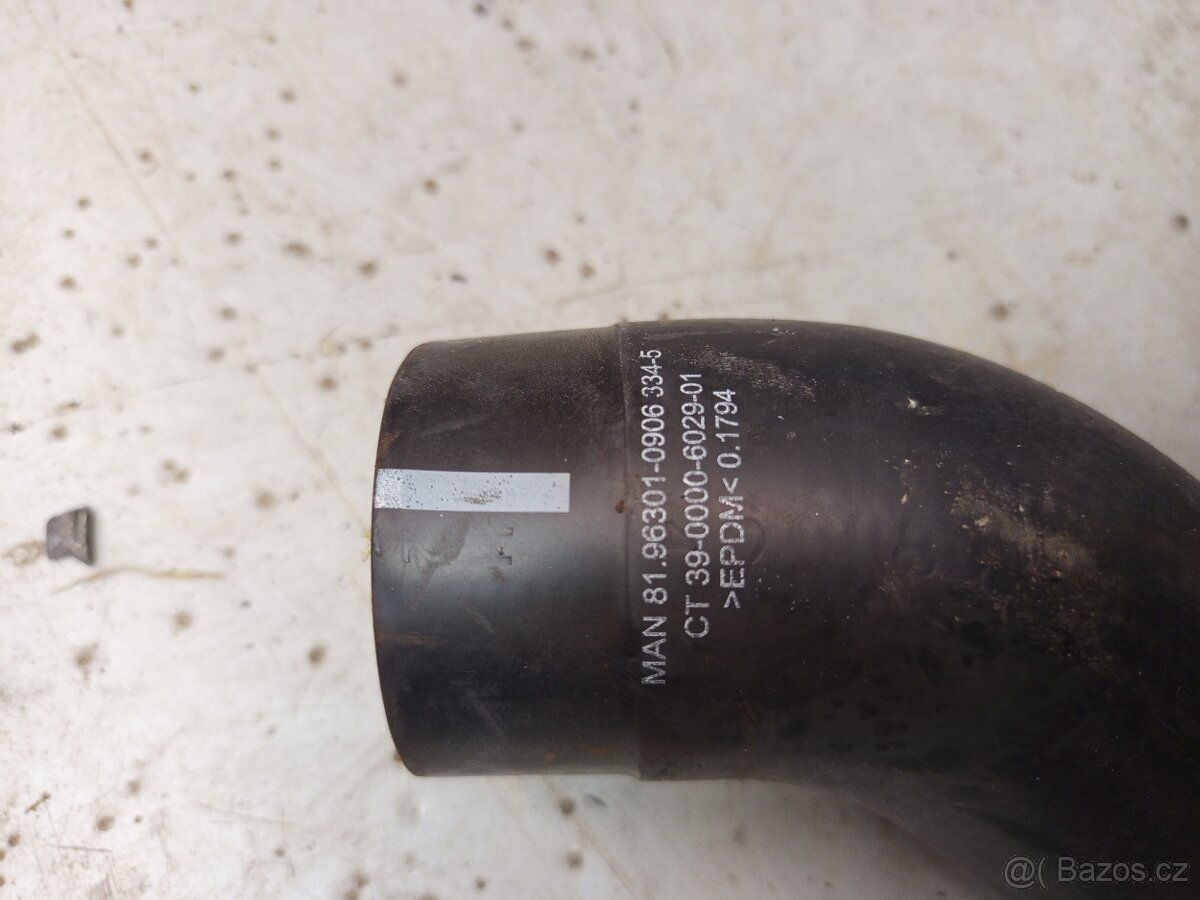 MAN 81.96301-0906 334-5
CT 39-0000-6029-01
>EPDM< 0.1794
@( Bazos.cz